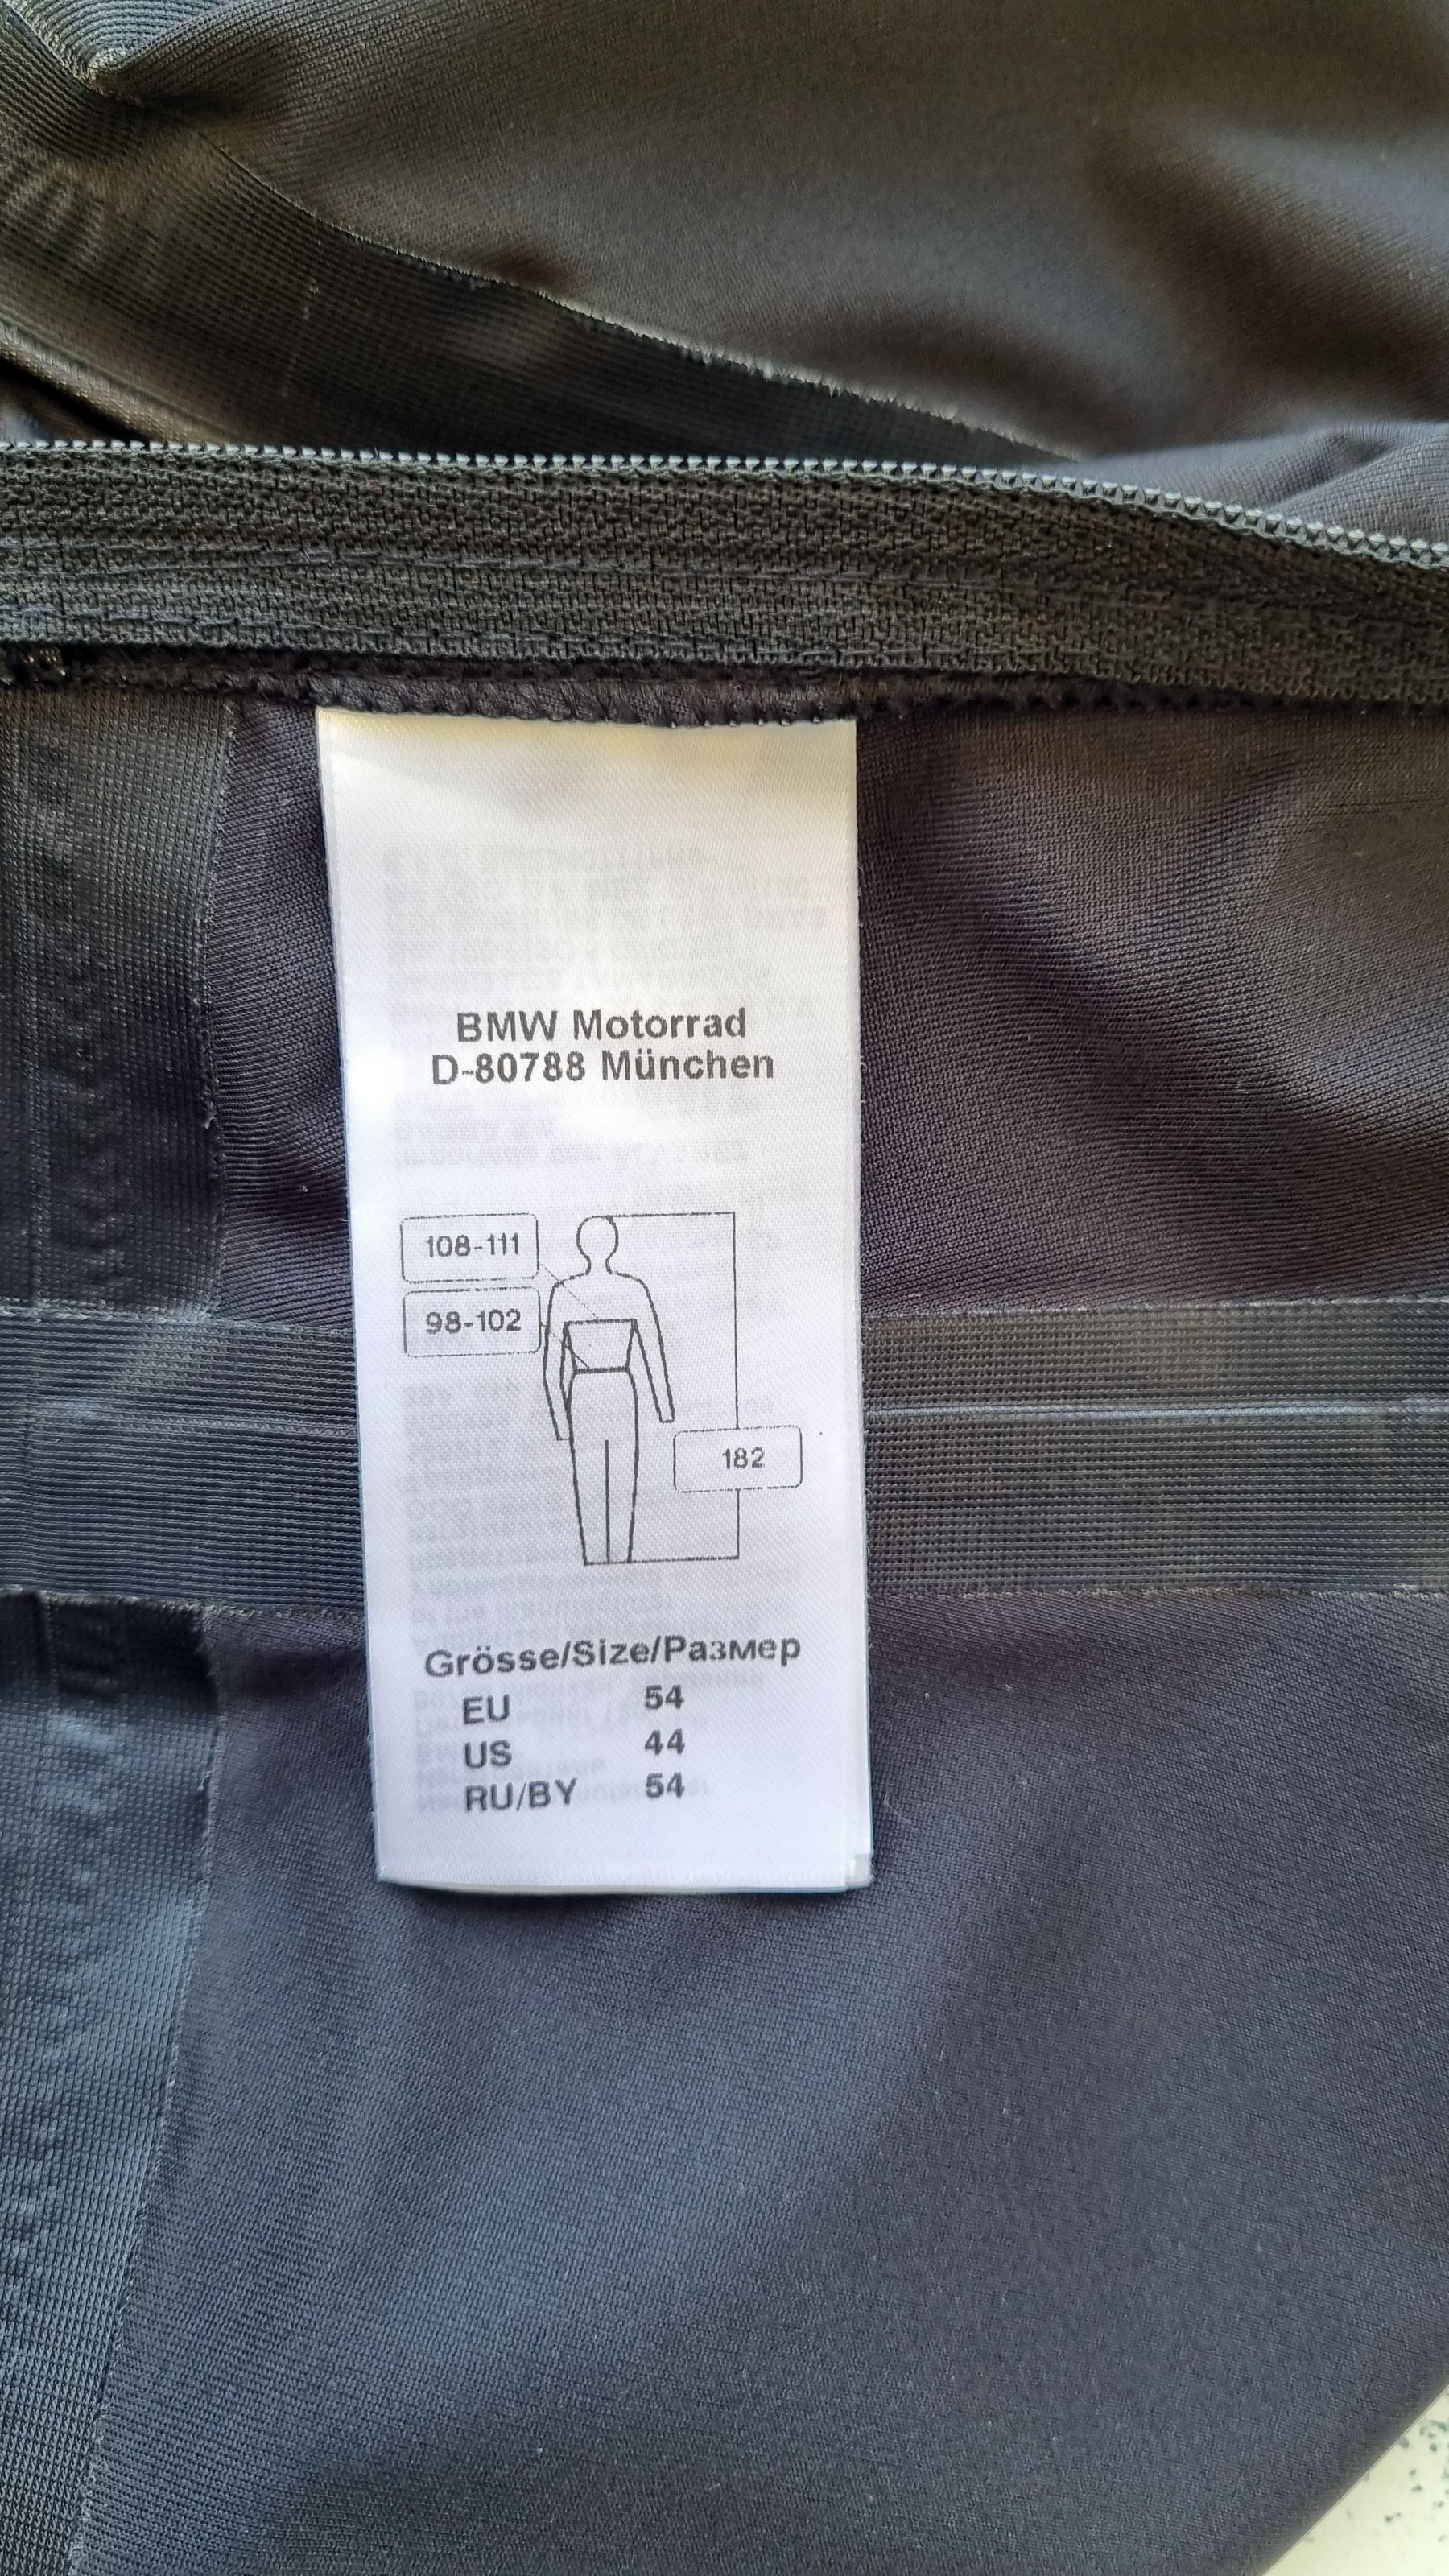 BMW Motorrad
D-80788 München
108-111
98-102
182
Grösse/Size/Размер
EU 54
US 44
RU/BY 54